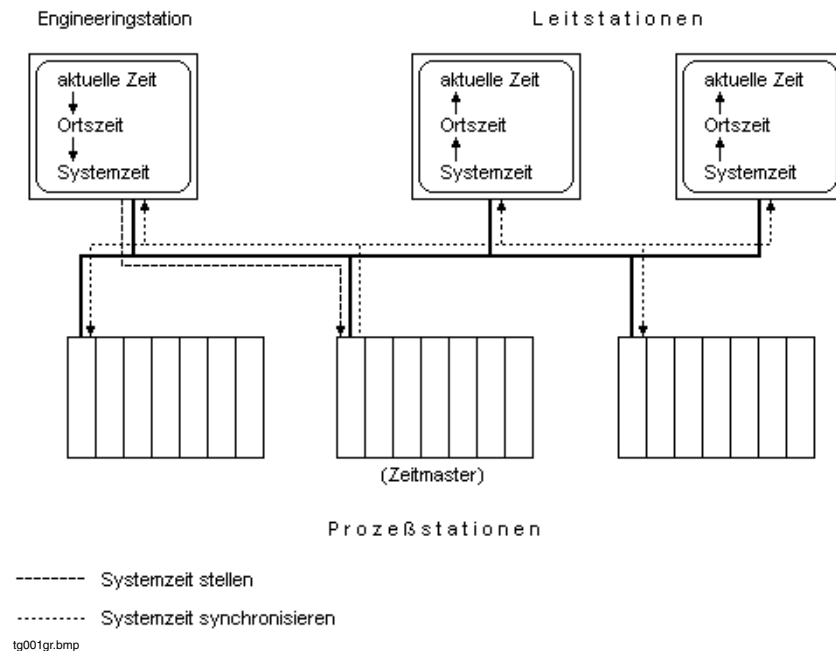 Engineeringstation
Leitstationen
aktuelle Zeit
Ortszeit
Systemzeit
aktuelle Zeit
Ortszeit
Systemzeit
aktuelle Zeit
Ortszeit
Systemzeit
(Zeitmaster)
Prozeßstationen
Systemzeit stellen
Systemzeit synchronisieren
tg001gr.bmp